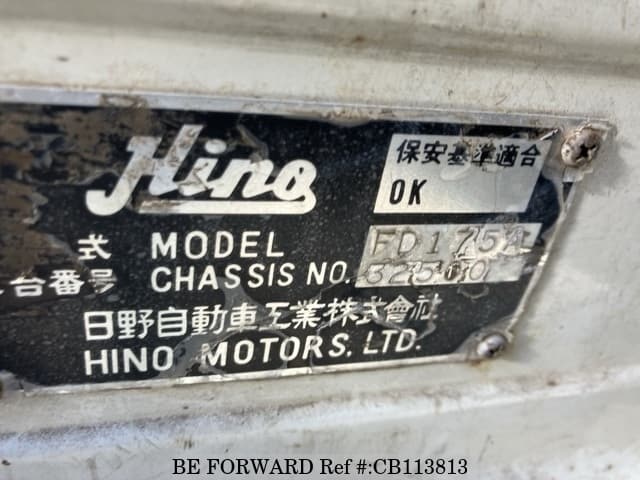 Hino
保安基準適合
OK
式 MODEL FD175A
台番号 CHASSIS NO.
日野自動車工業株式會社
HINO MOTORS, LTD.
BE FORWARD Ref #:CB113813